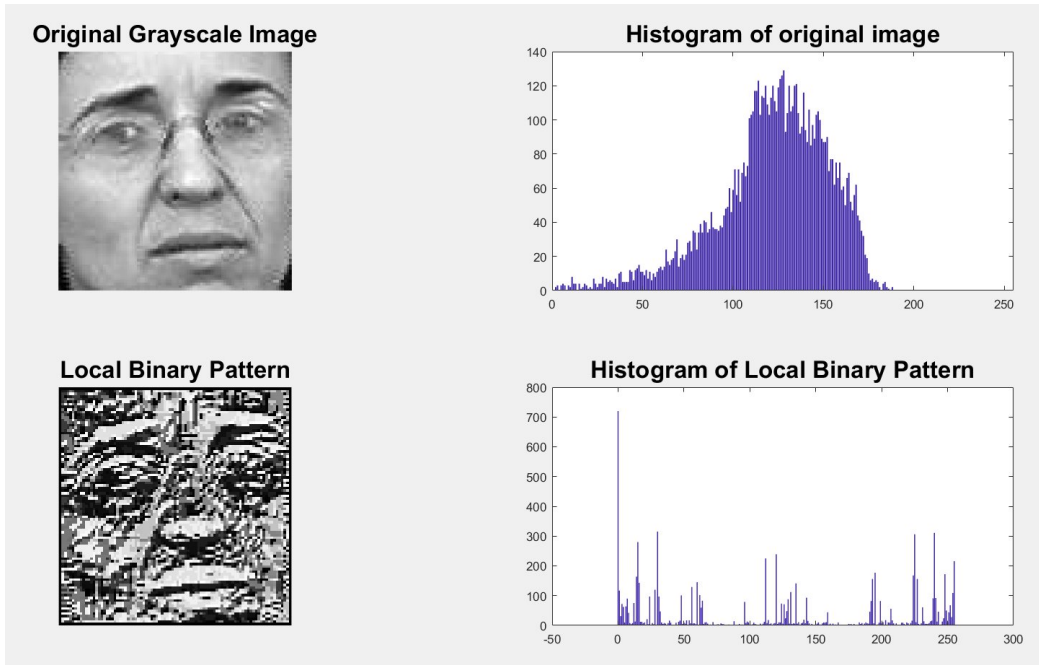 Original Grayscale Image
Histogram of original image
140
120
100
80
60
40
20
0
0 50 100 150 200 250
Local Binary Pattern
Histogram of Local Binary Pattern
800
700
600
500
400
300
200
100
0
-50 0 50 100 150 200 250 300